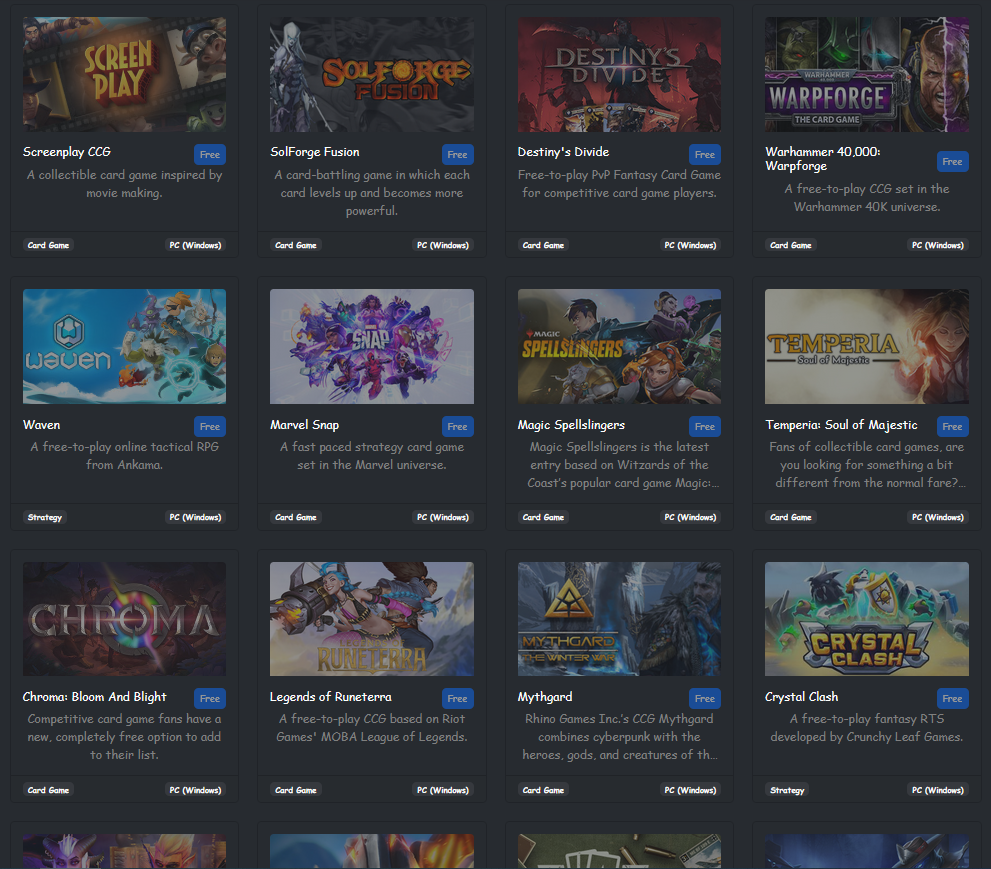 SCREEN
PLAY
SOLFORGE
FUSION
DESTINY'S
DIVIDE
WARHAMMER
40,000
WARPFORGE
THE CARD GAME
Screenplay CCG
Free
A collectible card game inspired by
movie making.
Card Game
PC (Windows)
SolForge Fusion
Free
A card-battling game in which each
card levels up and becomes more
powerful.
Card Game
PC (Windows)
Destiny's Divide
Free
Free-to-play PvP Fantasy Card Game
for competitive card game players.
Card Game
PC (Windows)
Warhammer 40,000:
Warpforge
Free
A free-to-play CCG set in the
Warhammer 40K universe.
Card Game
PC (Windows)
WAVEN
MARVEL
SNAP
MAGIC
SPELLSLINGERS
TEMPERIA
Soul of Majestic
Waven
Free
A free-to-play online tactical RPG
from Ankama.
Strategy
PC (Windows)
Marvel Snap
Free
A fast paced strategy card game
set in the Marvel universe.
Card Game
PC (Windows)
Magic Spellslingers
Free
Magic Spellslingers is the latest
entry based on Witzards of the
Coast's popular card game Magic:...
Card Game
PC (Windows)
Temperia: Soul of Majestic
Free
Fans of collectible card games, are
you looking for something a bit
different from the normal fare?...
Card Game
PC (Windows)
CHROMA
LEGENDS OF
RUNETERRA
MYTHGARD
THE WINTER WAR
CRYSTAL
CLASH
Chroma: Bloom And Blight
Free
Competitive card game fans have a
new, completely free option to add
to their list.
Card Game
PC (Windows)
Legends of Runeterra
Free
A free-to-play CCG based on Riot
Games' MOBA League of Legends.
Card Game
PC (Windows)
Mythgard
Free
Rhino Games Inc.'s CCG Mythgard
combines cyberpunk with the
heroes, gods, and creatures of th...
Card Game
PC (Windows)
Crystal Clash
Free
A free-to-play fantasy RTS
developed by Crunchy Leaf Games.
Strategy
PC (Windows)